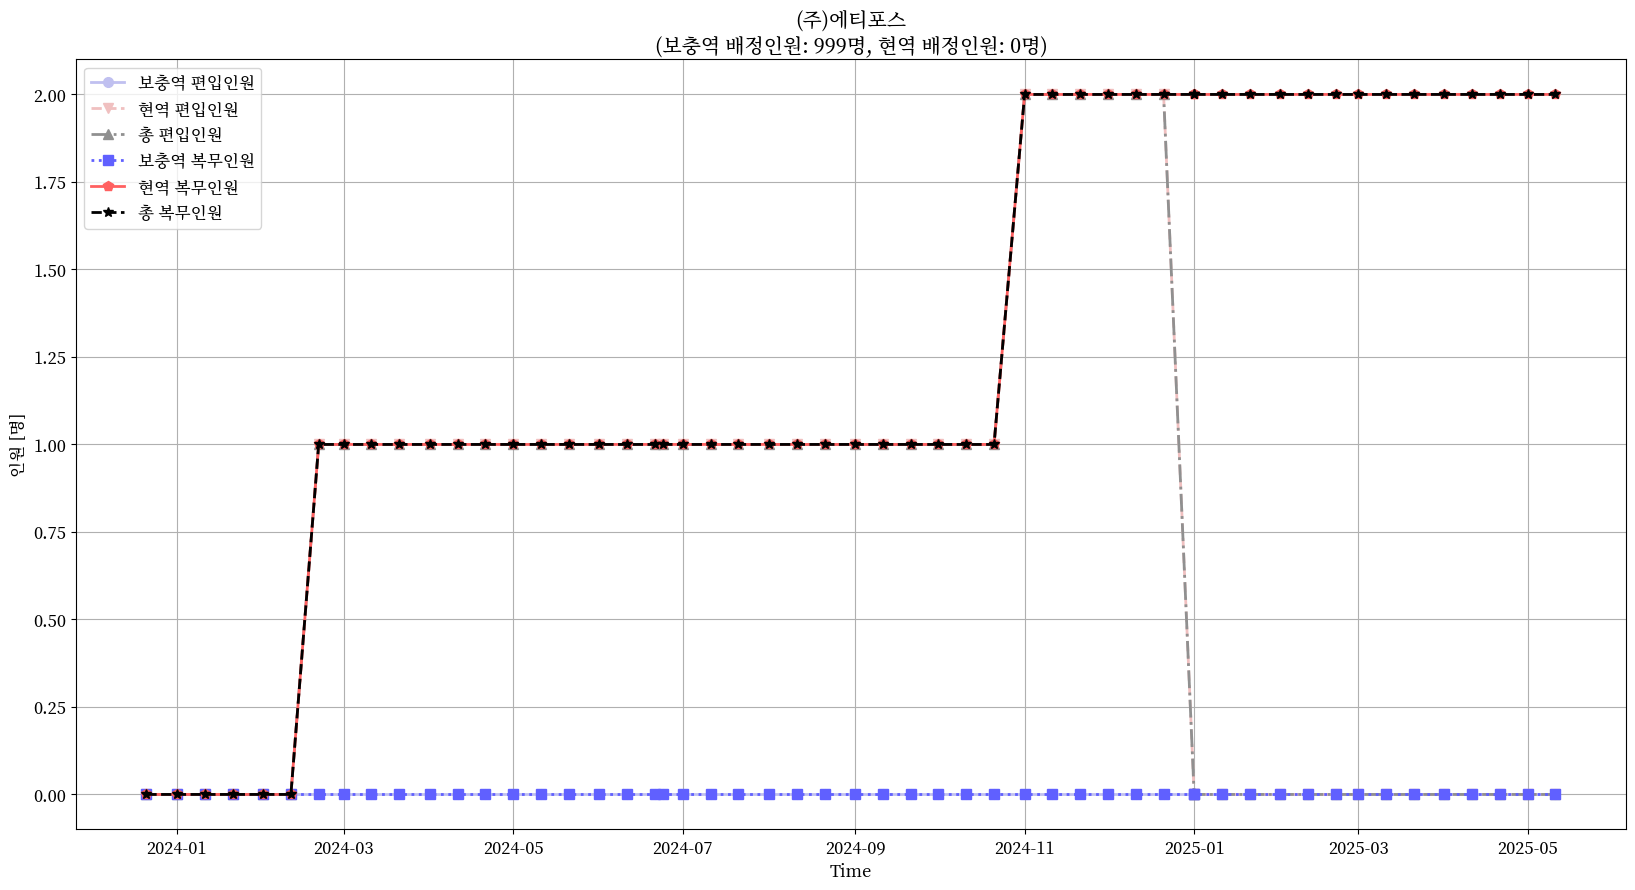 (주)에티포스
(보충역 배정인원: 999명, 현역 배정인원: 0명)
보충역 편입인원
현역 편입인원
총 편입인원
보충역 복무인원
현역 복무인원
총 복무인원
인원 [명]
2.00
1.75
1.50
1.25
1.00
0.75
0.50
0.25
0.00
2024-01
2024-03
2024-05
2024-07
2024-09
2024-11
2025-01
2025-03
2025-05
Time